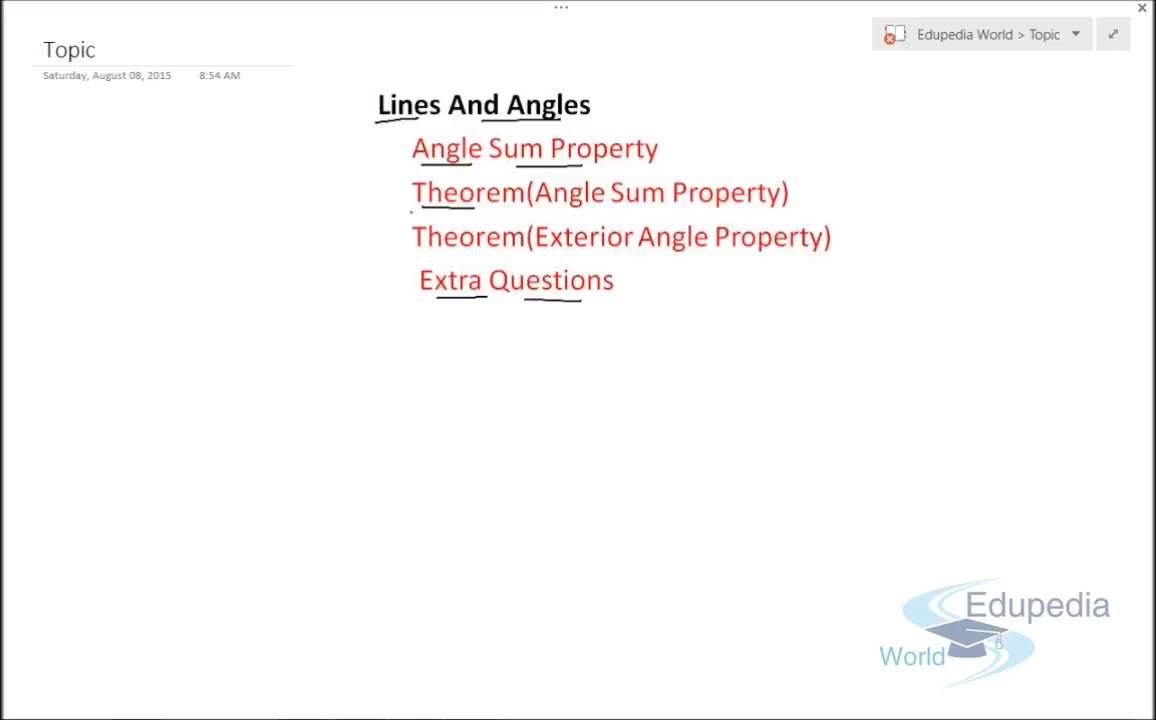 Edupedia World > Topic
Topic
Saturday, August 08, 2015 8:54 AM
Lines And Angles
Angle Sum Property
Theorem(Angle Sum Property)
Theorem(Exterior Angle Property)
Extra Questions
Edupedia
World